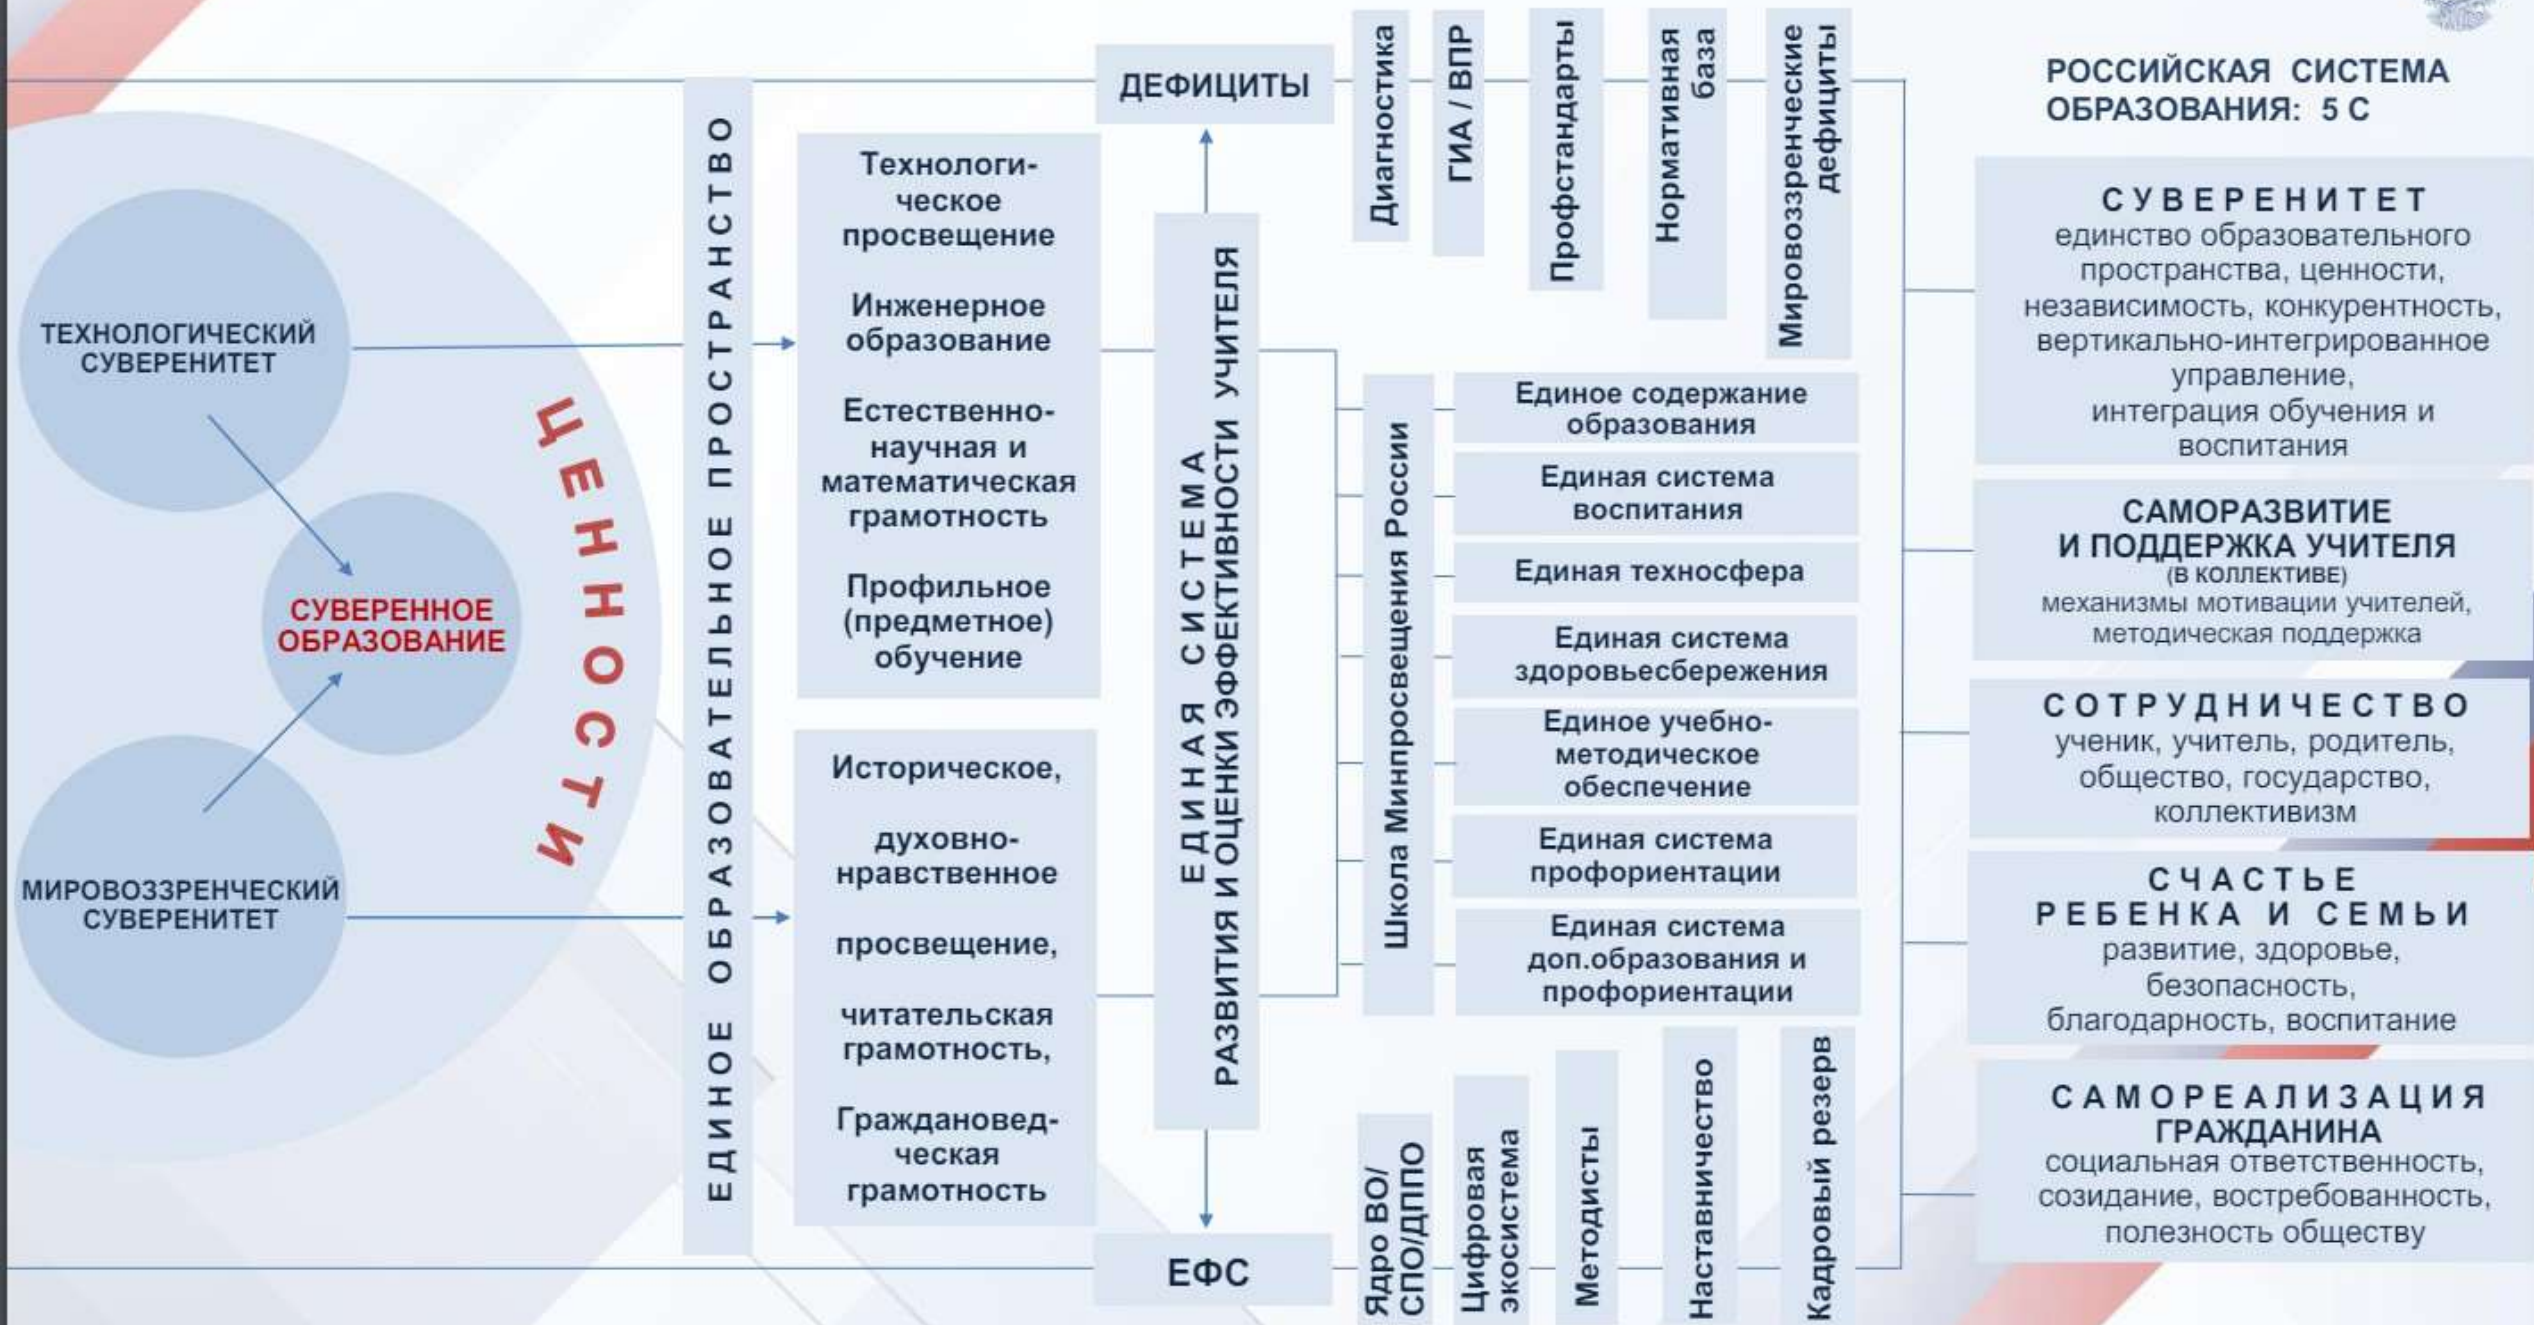 ТЕХНОЛОГИЧЕСКИЙ
СУВЕРЕНИТЕТ
СУВЕРЕННОЕ
ОБРАЗОВАНИЕ
МИРОВОЗЗРЕНЧЕСКИЙ
СУВЕРЕНИТЕТ
ЦЕННОСТИ
ЕДИНОЕ ОБРАЗОВАТЕЛЬНОЕ ПРОСТРАНСТВО
Технологи-
ческое
просвещение
Инженерное
образование
Естественно-
научная и
математическая
грамотность
Профильное
(предметное)
обучение
Историческое,
духовно-
нравственное
просвещение,
читательская
грамотность,
Граждановед-
ческая
грамотность
ДЕФИЦИТЫ
ЕДИНАЯ СИСТЕМА
РАЗВИТИЯ И ОЦЕНКИ ЭФФЕКТИВНОСТИ УЧИТЕЛЯ
ЕФС
Диагностика
ГИА / ВПР
Профстандарты
Нормативная
база
Мировоззренческие
дефициты
Школа Минпросвещения России
Единое содержание
образования
Единая система
воспитания
Единая техносфера
Единая система
здоровьесбережения
Единое учебно-
методическое
обеспечение
Единая система
профориентации
Единая система
доп.образования и
профориентации
Ядро ВО/
СПО/ДППО
Цифровая
экосистема
Методисты
Наставничество
Кадровый резерв
РОССИЙСКАЯ СИСТЕМА
ОБРАЗОВАНИЯ: 5 С
СУВЕРЕНИТЕТ
единство образовательного
пространства, ценности,
независимость, конкурентность,
вертикально-интегрированное
управление,
интеграция обучения и
воспитания
САМОРАЗВИТИЕ
И ПОДДЕРЖКА УЧИТЕЛЯ
(В КОЛЛЕКТИВЕ)
механизмы мотивации учителей,
методическая поддержка
СОТРУДНИЧЕСТВО
ученик, учитель, родитель,
общество, государство,
коллективизм
СЧАСТЬЕ
РЕБЕНКА И СЕМЬИ
развитие, здоровье,
безопасность,
благодарность, воспитание
САМОРЕАЛИЗАЦИЯ
ГРАЖДАНИНА
социальная ответственность,
созидание, востребованность,
полезность обществу